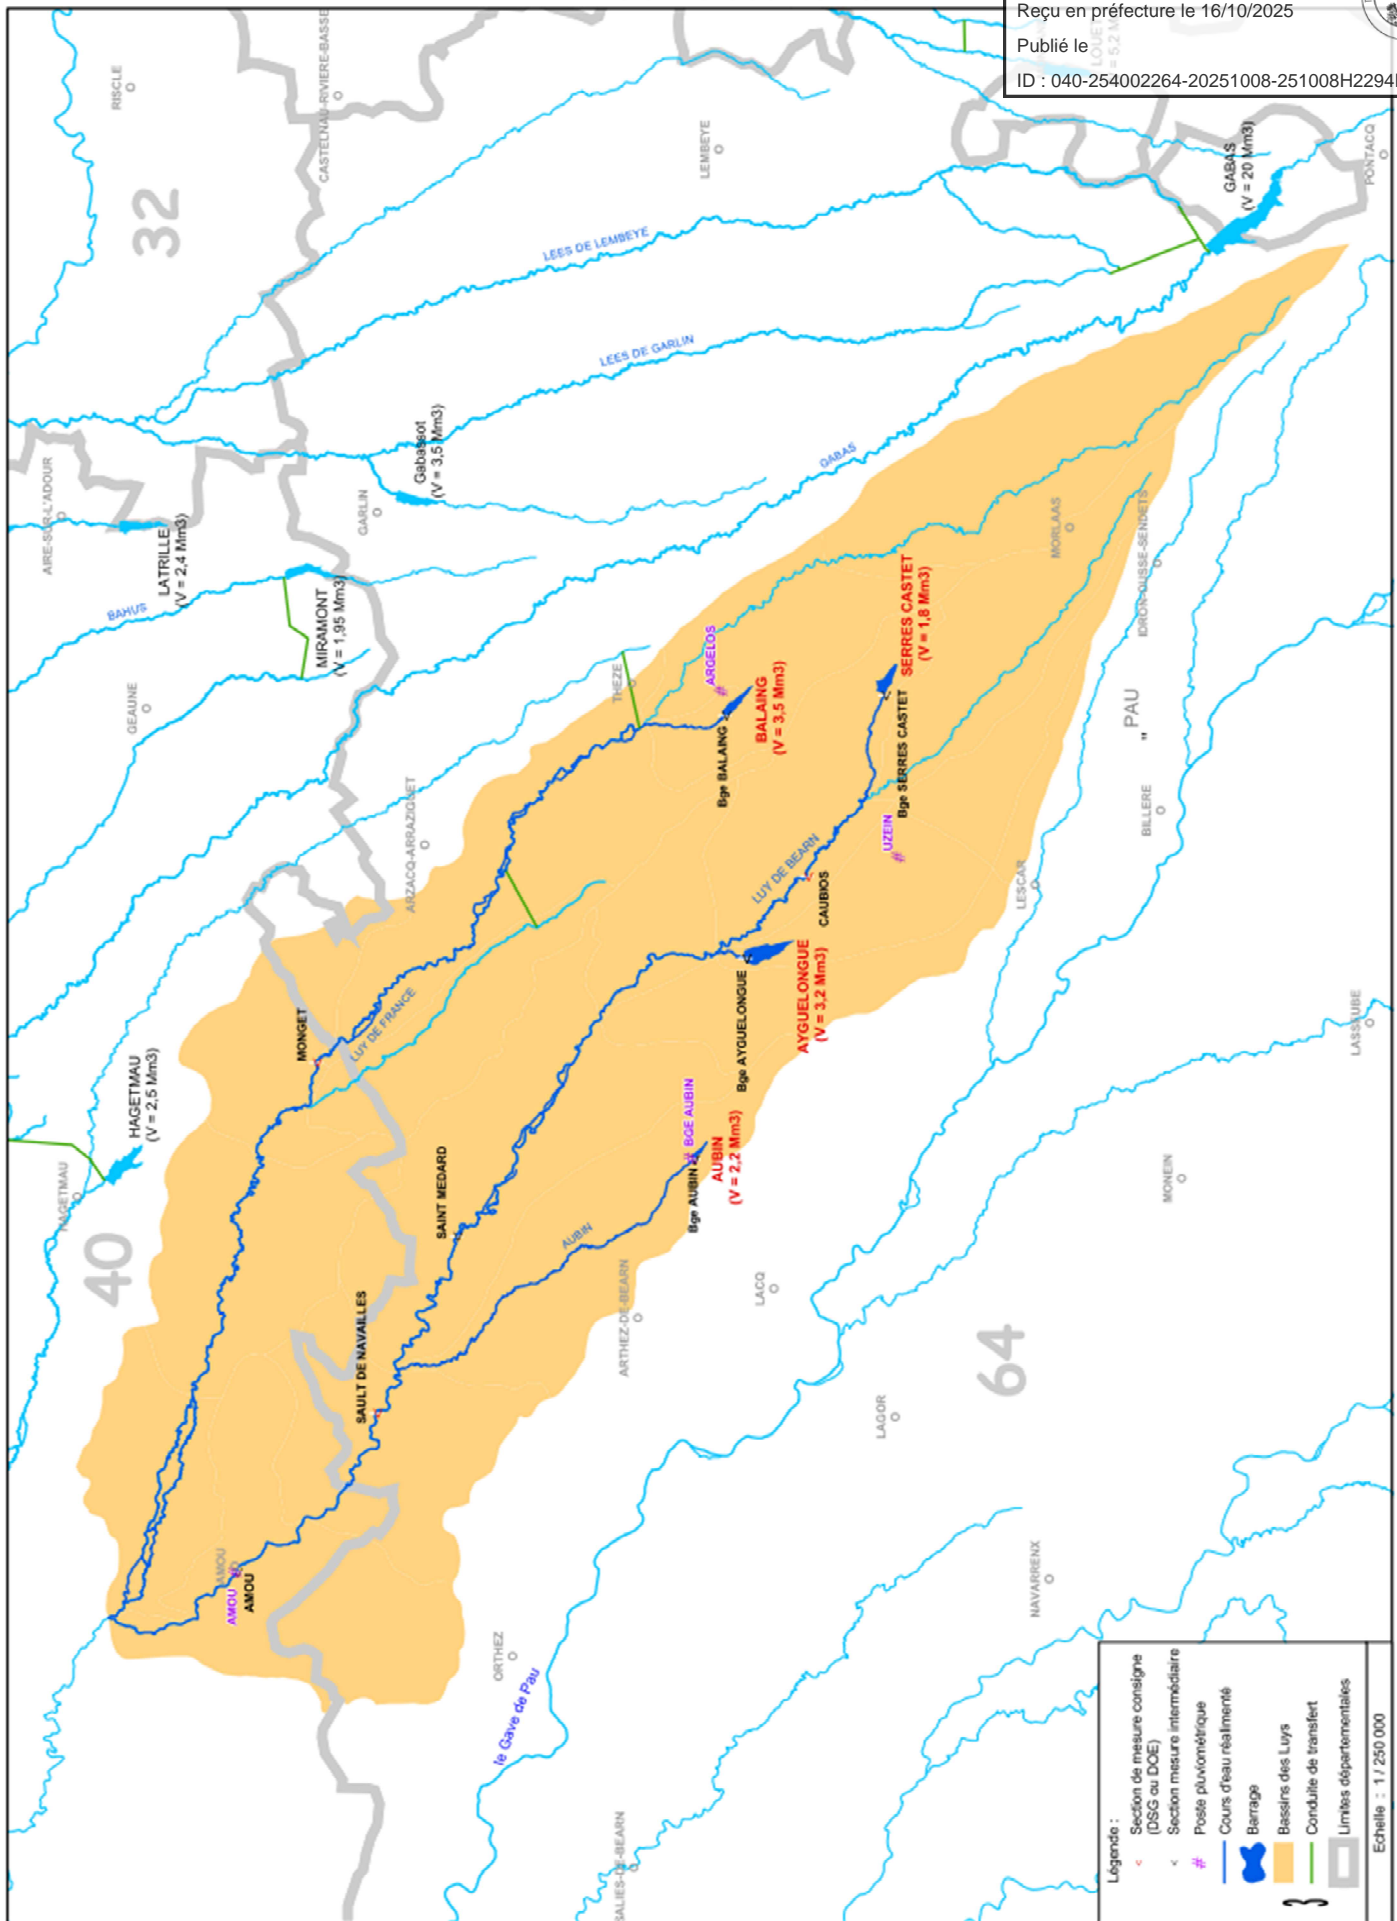 Reçu en préfecture le 16/10/2025
Publié le
ID : 040-254002264-20251008-251008H2294
LOUET
= 5,2 M
RISCLE
32
CASTELNAU-RIVIERE-BASSE
LEMBEYE
GABAS
(V = 20 Mm3)
PONTACQ
LEES DE LEMBEYE
LEES DE GARLIN
AIRE-SUR-L'ADOUR
LATRILLE
(V = 2,4 Mm3)
Gabassot
(V = 3,5 Mm3)
GARLIN
BAHUS
MIRAMONT
(V = 1,95 Mm3)
GABAS
MORLAAS
IDRON-OUSSE-SENDETS
GEAUNE
THEZE
ARGELOS
BALAING
(V = 3,5 Mm3)
Bge BALAING
SERRES CASTET
(V = 1,8 Mm3)
Bge SERRES CASTET
UZEIN
PAU
"
BILLERE
ARZACQ-ARRAZIGUET
LUY DE BEARN
CAUBIOS
LESCAR
MONGET
LUY DE FRANCE
Bge AYGUELONGUE
AYGUELONGUE
(V = 3,2 Mm3)
LASSEUBE
HAGETMAU
(V = 2,5 Mm3)
HAGETMAU
40
SAINT MEDARD
BGE AUBIN
Bge AUBIN
AUBIN
(V = 2,2 Mm3)
AUBIN
MONEIN
SAULT DE NAVAILLES
ARTHEZ-DE-BEARN
LACQ
64
LAGOR
AMOU
AMOU
AMOU
ORTHEZ
le Gave de Pau
NAVARRENX
SALIES-DE-BEARN
Légende :
< Section de mesure consigne
(DSG ou DOE)
< Section mesure intermédiaire
# Poste pluviométrique
Cours d'eau réalimenté
Barrage
Bassins des Luys
Conduite de transfert
Limites départementales
3
Echelle : 1 / 250 000